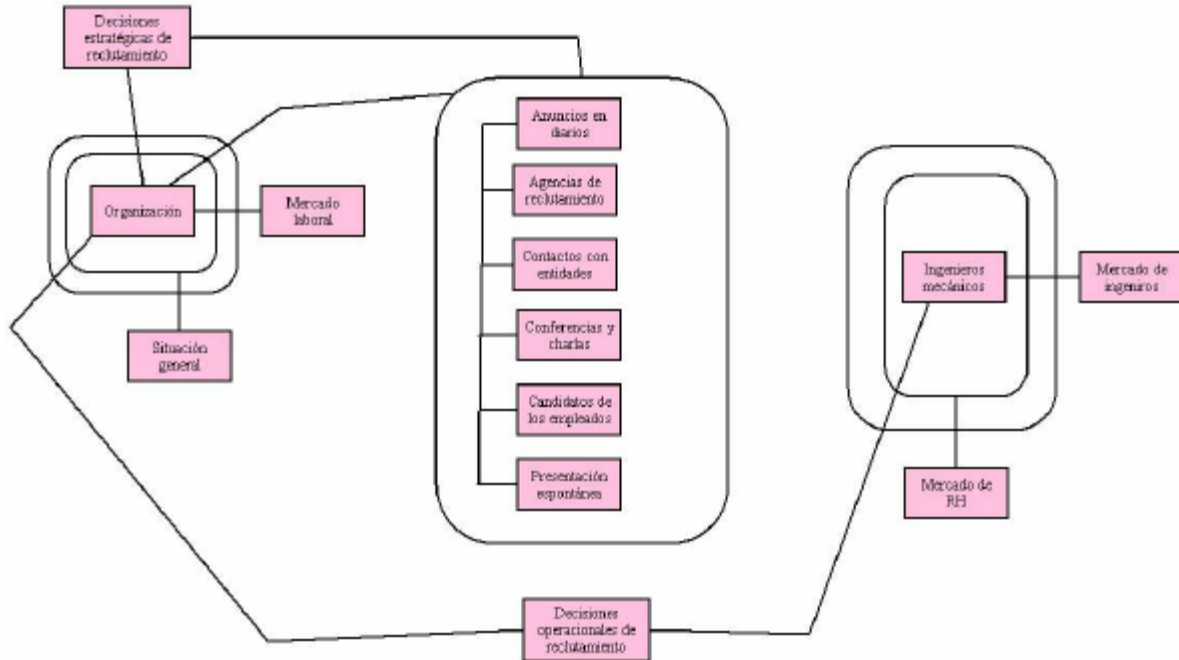 Decisiones
estratégicas de
reclutamiento
Organización
Mercado
laboral
Situación
general
Anuncios en
diarios
Agencias de
reclutamiento
Contactos con
entidades
Conferencias y
charlas
Candidatos de
los empleados
Presentación
espontánea
Ingenieros
mecánicos
Mercado de
ingeniros
Mercado de
RH
Decisiones
operacionales de
reclutamiento